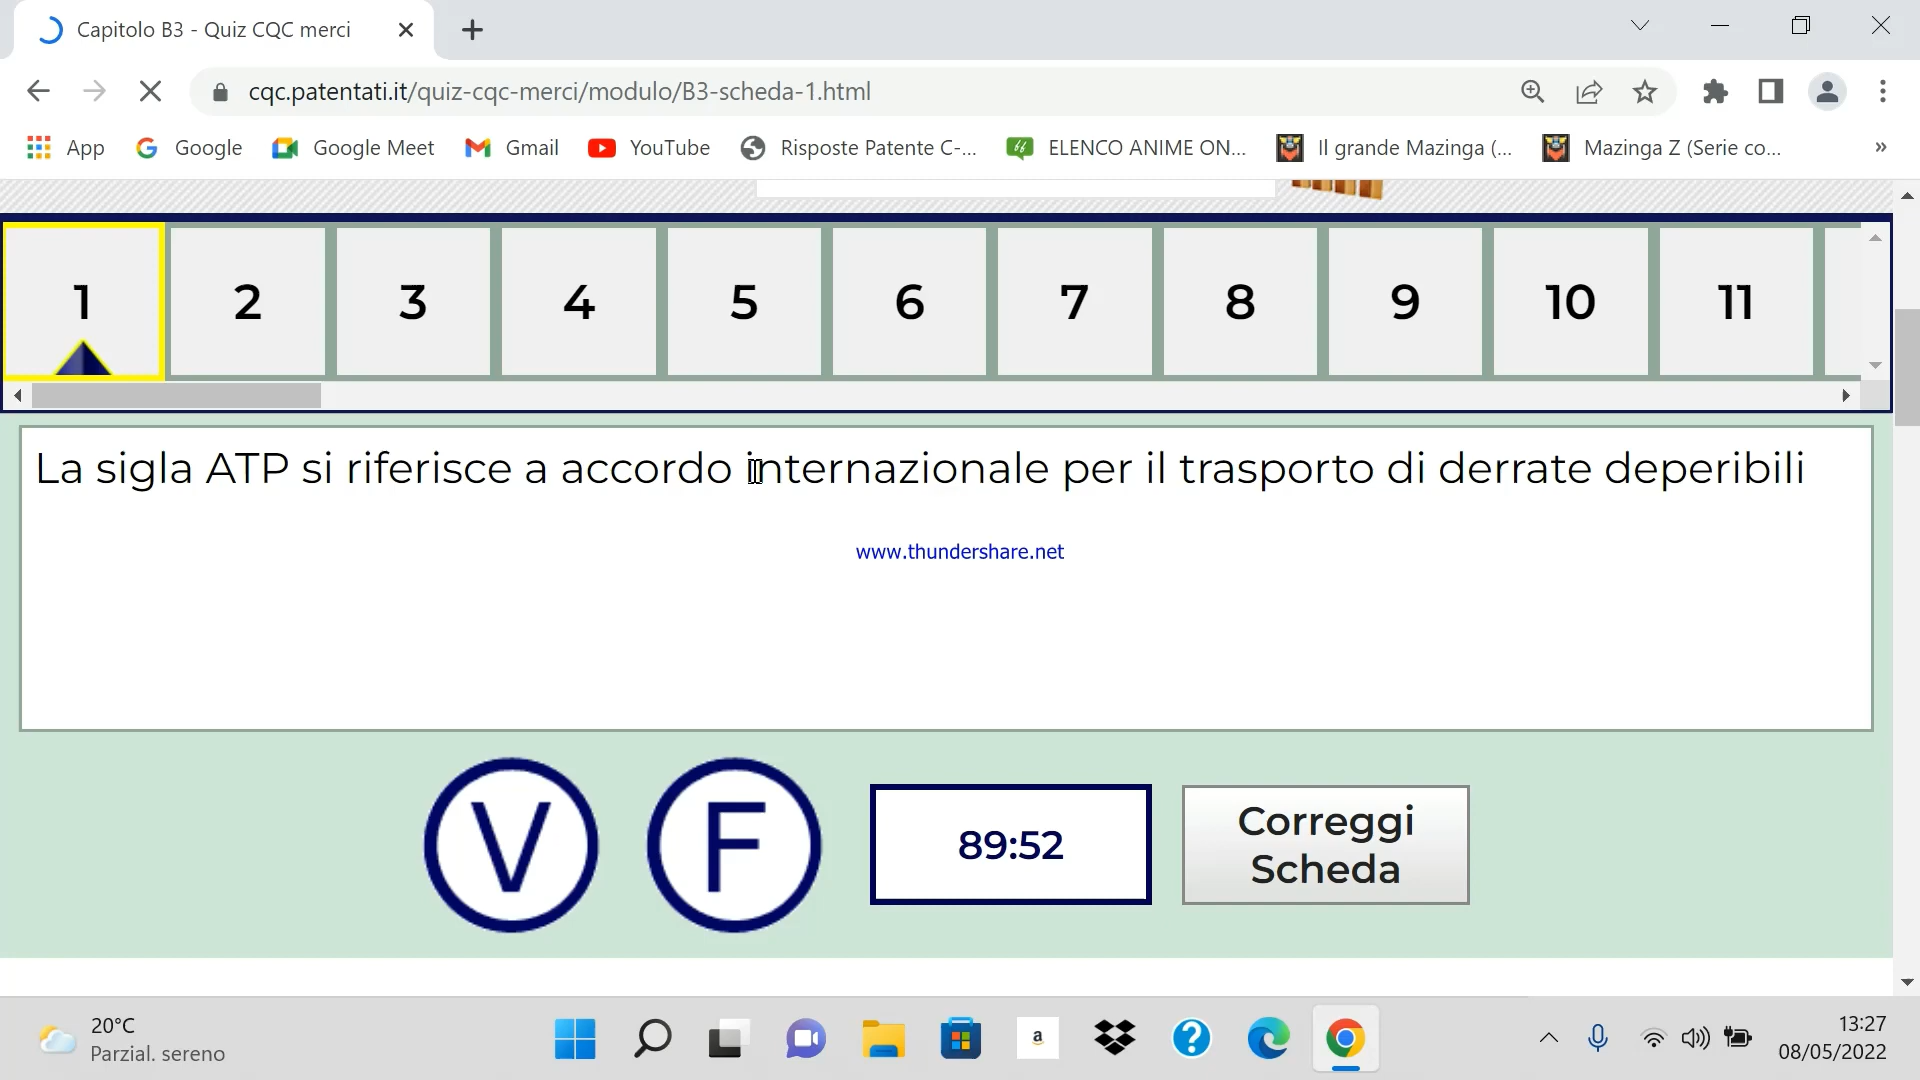 Capitolo B3 - Quiz CQC merci
cqc.patentati.it/quiz-cqc-merci/modulo/B3-scheda-1.html
App Google Google Meet Gmail YouTube Risposte Patente C-... ELENCO ANIME ON... Il grande Mazinga (... Mazinga Z (Serie co... »
1 2 3 4 5 6 7 8 9 10 11
La sigla ATP si riferisce a accordo internazionale per il trasporto di derrate deperibili
www.thundershare.net
V F 89:52 Correggi
Scheda
20°C
Parzial. sereno
a
13:27
08/05/2022